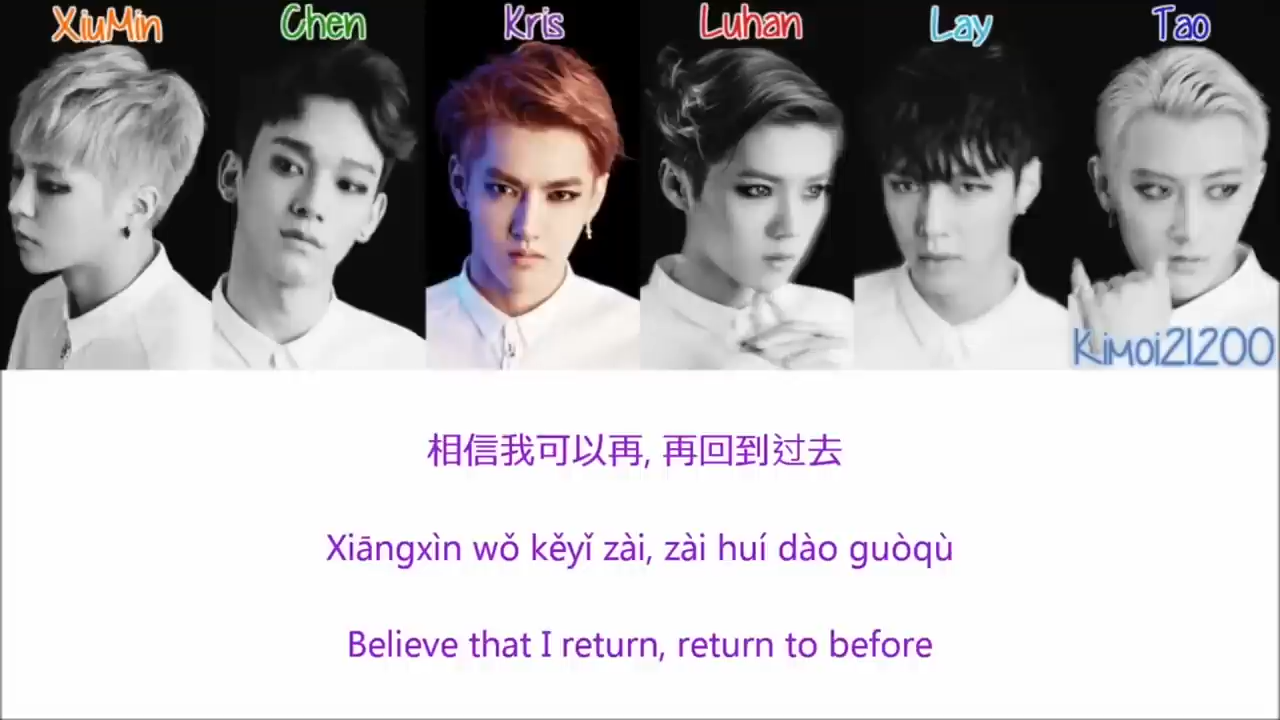 XiuMin Chen Kris Luhan Lay Tao
Kimoi21200
相信我可以再, 再回到过去
Xiāngxìn wǒ kěyǐ zài, zài huí dào guòqù
Believe that I return, return to before